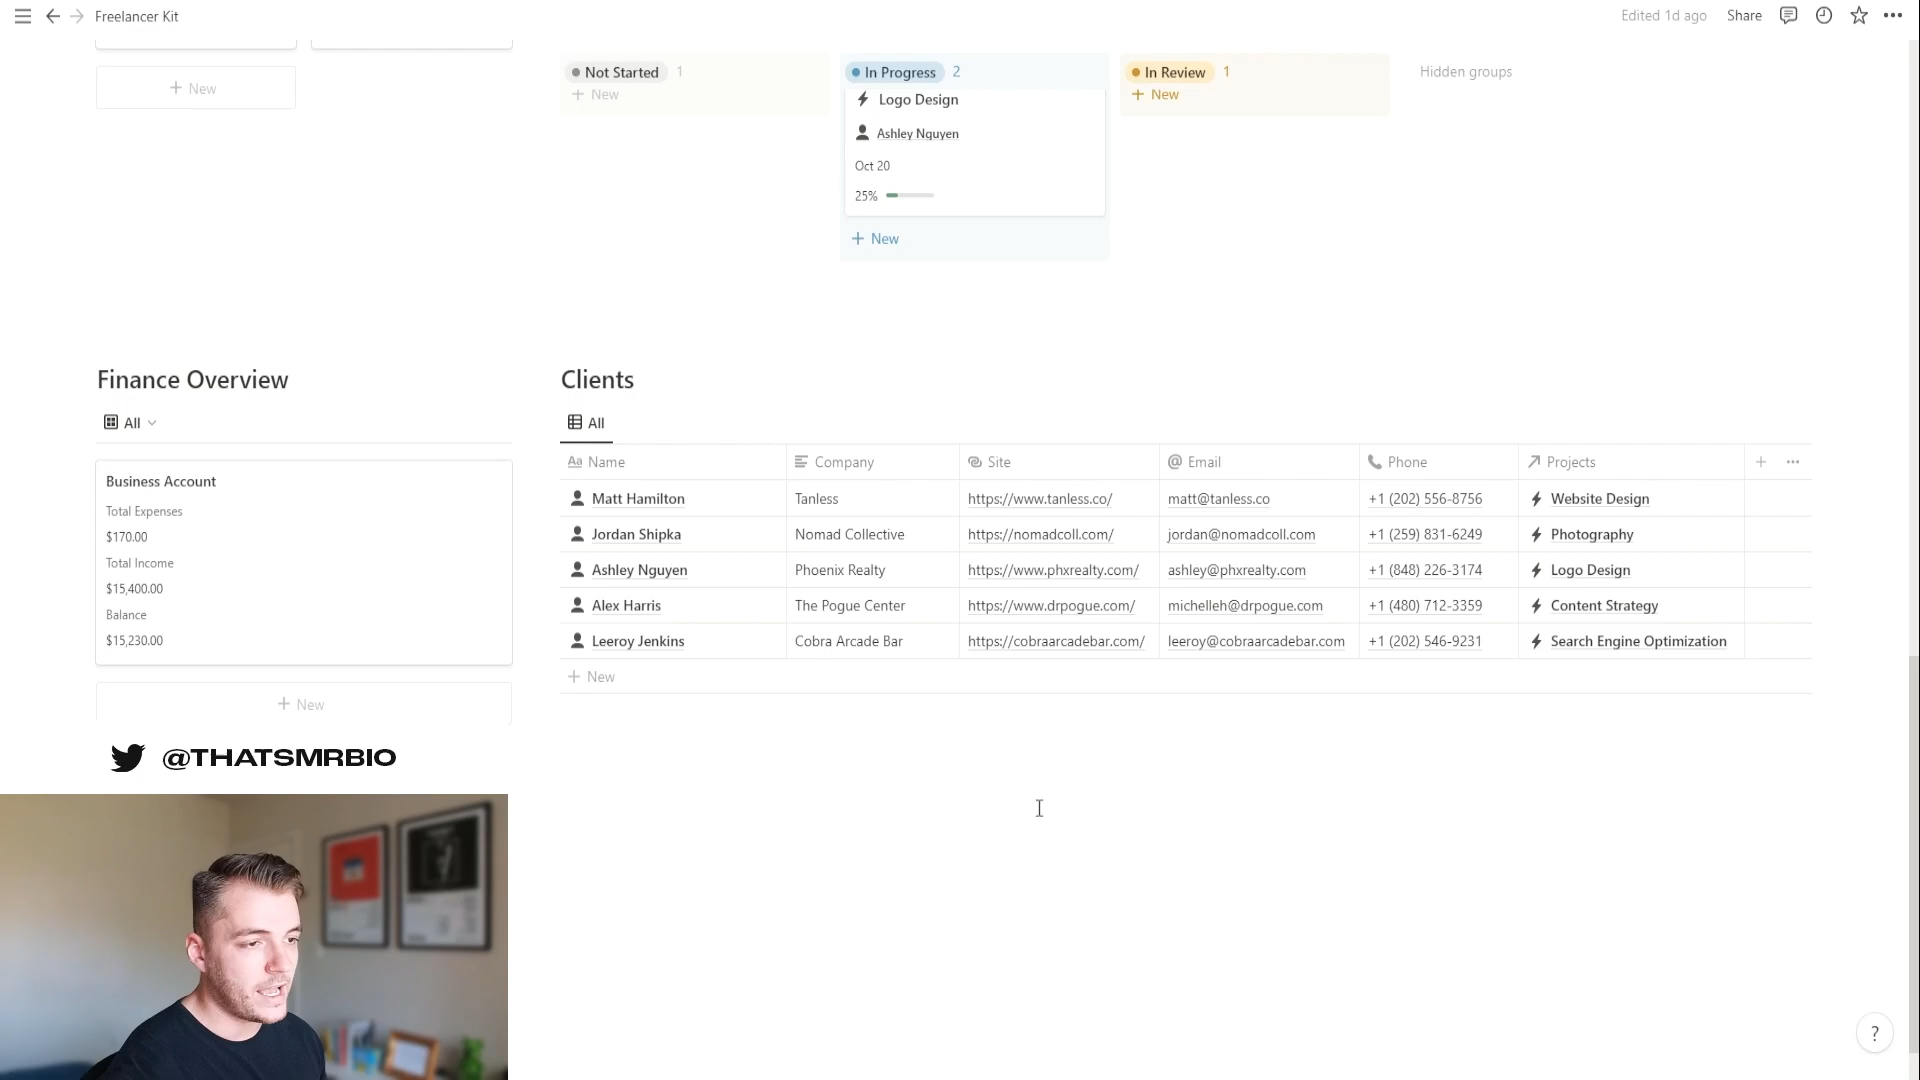 Freelancer Kit
Edited 1d ago
Share
+ New
Not Started 1
+ New
In Progress 2
Logo Design
Ashley Nguyen
Oct 20
25%
+ New
In Review 1
+ New
Hidden groups
Finance Overview
All
Business Account
Total Expenses
$170.00
Total Income
$15,400.00
Balance
$15,230.00
+ New
Clients
All
Aa Name Company Site @ Email Phone Projects
Matt Hamilton Tanless https://www.tanless.co/ matt@tanless.co +1 (202) 556-8756 Website Design
Jordan Shipka Nomad Collective https://nomadcoll.com/ jordan@nomadcoll.com +1 (259) 831-6249 Photography
Ashley Nguyen Phoenix Realty https://www.phxrealty.com/ ashley@phxrealty.com +1 (848) 226-3174 Logo Design
Alex Harris The Pogue Center https://www.drpogue.com/ michelleh@drpogue.com +1 (480) 712-3359 Content Strategy
Leeroy Jenkins Cobra Arcade Bar https://cobraarcadebar.com/ leeroy@cobraarcadebar.com +1 (202) 546-9231 Search Engine Optimization
+ New
@THATSMRBIO
?